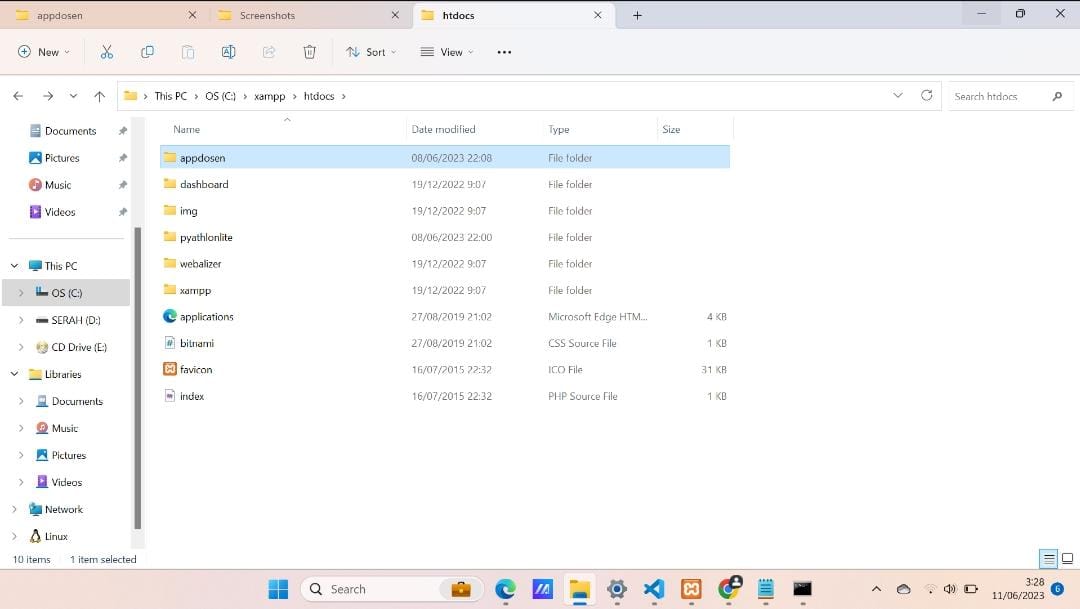 appdosen
Screenshots
htdocs
New
Sort
View
This PC > OS (C:) > xampp > htdocs >
Search htdocs
Documents
Pictures
Music
Videos
This PC
OS (C:)
SERAH (D:)
CD Drive (E:)
Libraries
Documents
Music
Pictures
Videos
Network
Linux
Name Date modified Type Size
appdosen 08/06/2023 22:08 File folder
dashboard 19/12/2022 9:07 File folder
img 19/12/2022 9:07 File folder
pyathlonlite 08/06/2023 22:00 File folder
webalizer 19/12/2022 9:07 File folder
xampp 19/12/2022 9:07 File folder
applications 27/08/2019 21:02 Microsoft Edge HTM... 4 KB
bitnami 27/08/2019 21:02 CSS Source File 1 KB
favicon 16/07/2015 22:32 ICO File 31 KB
index 16/07/2015 22:32 PHP Source File 1 KB
10 items 1 item selected
Search
3:28
11/06/2023
6